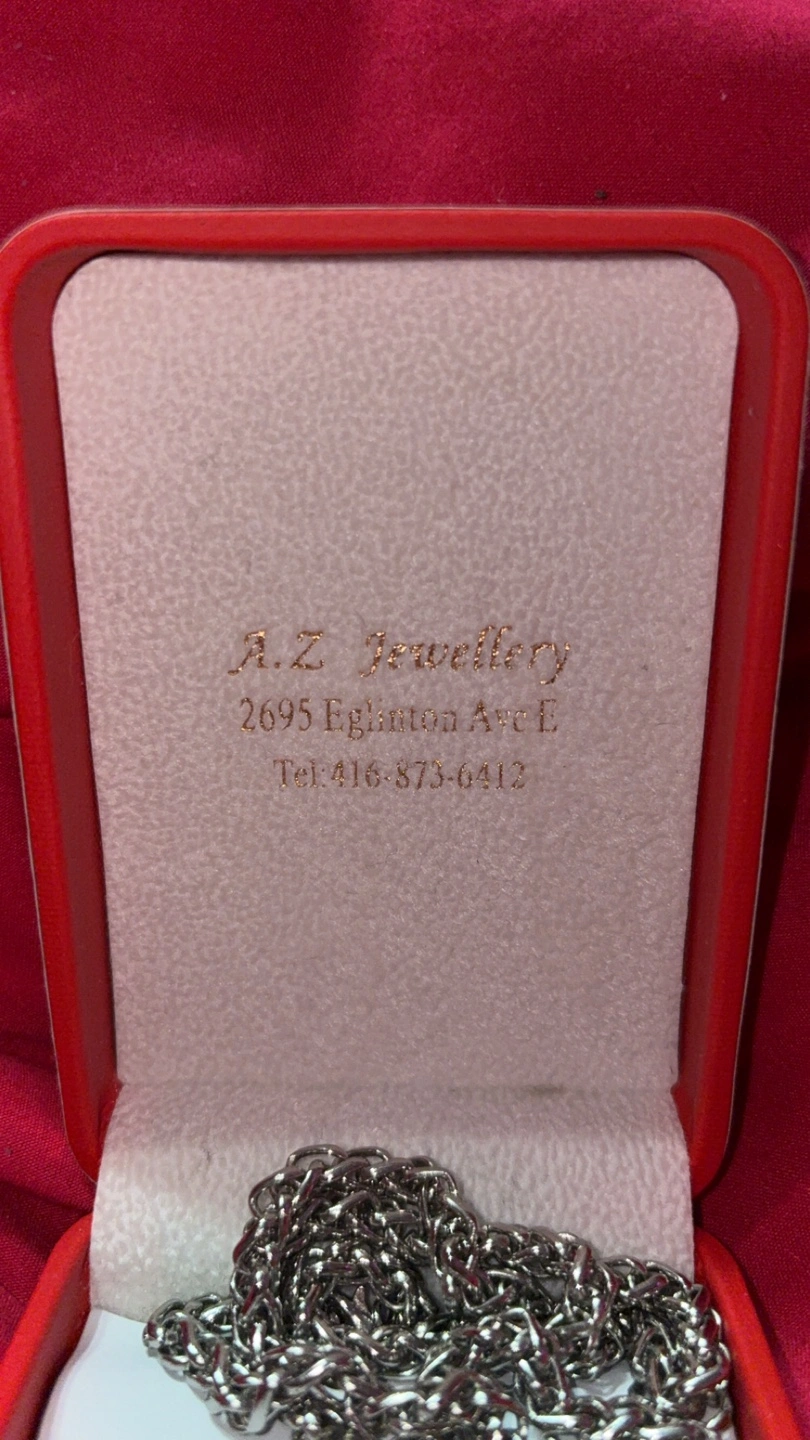 A.Z Jewellery
2695 Eglinton Ave E
Tel:416-873-6412